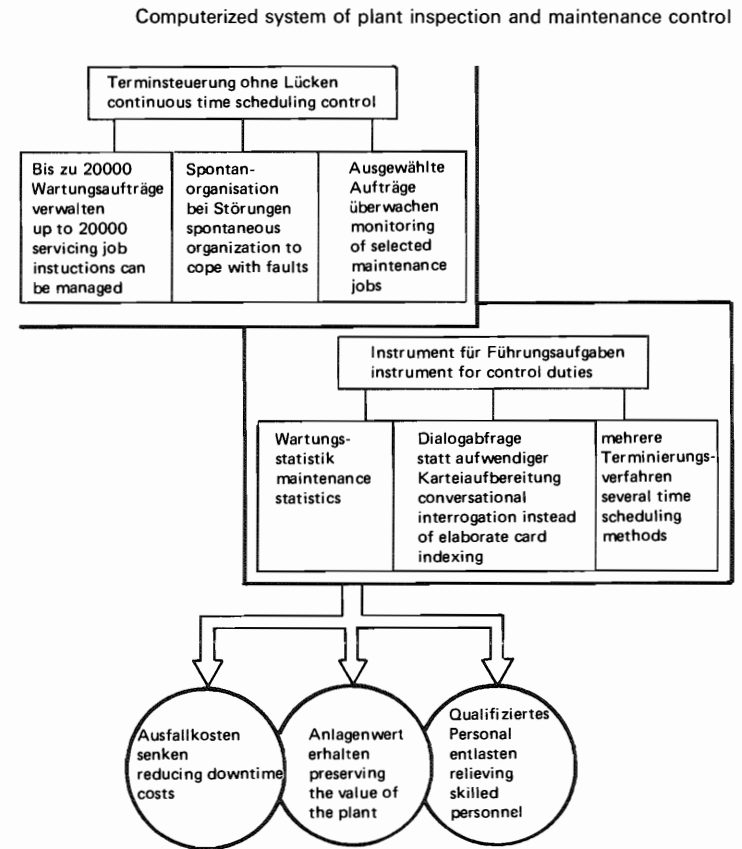 Computerized system of plant inspection and maintenance control
Terminsteuerung ohne Lücken
continuous time scheduling control
Bis zu 20000
Wartungsaufträge
verwalten
up to 20000
servicing job
instuctions can
be managed
Spontan-
organisation
bei Störungen
spontaneous
organization to
cope with faults
Ausgewählte
Aufträge
überwachen
monitoring
of selected
maintenance
jobs
Instrument für Führungsaufgaben
instrument for control duties
Wartungs-
statistik
maintenance
statistics
Dialogabfrage
statt aufwendiger
Karteiaufbereitung
conversational
interrogation instead
of elaborate card
indexing
mehrere
Terminierungs-
verfahren
several time
scheduling
methods
Ausfallkosten
senken
reducing downtime
costs
Anlagenwert
erhalten
preserving
the value of
the plant
Qualifiziertes
Personal
entlasten
relieving
skilled
personnel